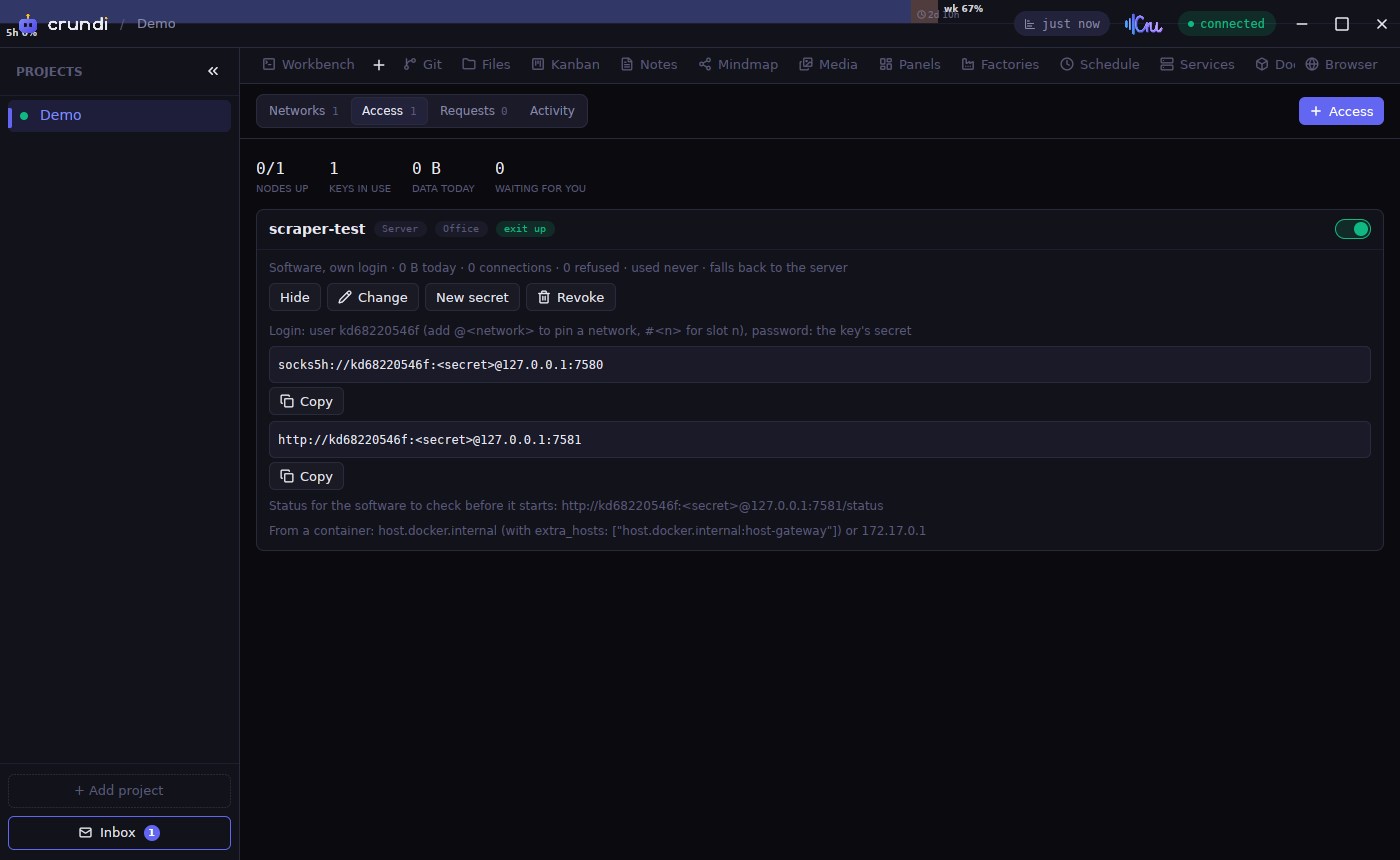 crundi / Demo
5h 0%
2d 10h
wk 67%
just now
Cru
connected
PROJECTS
Workbench
Git
Files
Kanban
Notes
Mindmap
Media
Panels
Factories
Schedule
Services
Browser
Demo
Networks 1
Access 1
Requests 0
Activity
+ Access
0/1
1
0 B
0
NODES UP
KEYS IN USE
DATA TODAY
WAITING FOR YOU
scraper-test Server Office exit up
Software, own login · 0 B today · 0 connections · 0 refused · used never · falls back to the server
Hide
Change
New secret
Revoke
Login: user kd68220546f (add @<network> to pin a network, #<n> for slot n), password: the key's secret
socks5h://kd68220546f:<secret>@127.0.0.1:7580
Copy
http://kd68220546f:<secret>@127.0.0.1:7581
Copy
Status for the software to check before it starts: http://kd68220546f:<secret>@127.0.0.1:7581/status
From a container: host.docker.internal (with extra_hosts: ["host.docker.internal:host-gateway"]) or 172.17.0.1
+ Add project
Inbox 1